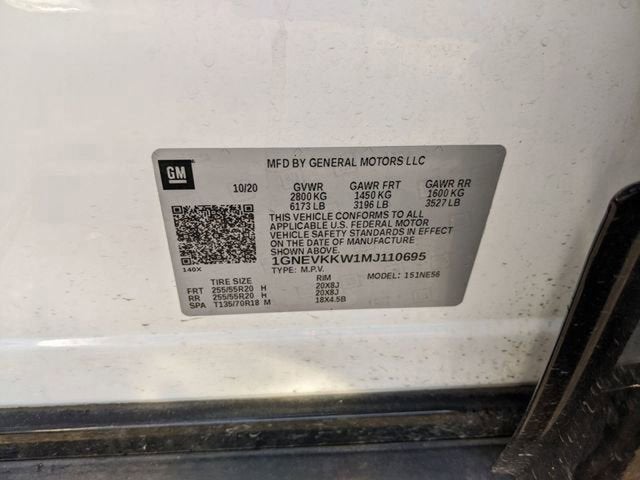 GM
MFD BY GENERAL MOTORS LLC
10/20 GVWR GAWR FRT GAWR RR
2800 KG 1450 KG 1600 KG
6173 LB 3196 LB 3527 LB
THIS VEHICLE CONFORMS TO ALL
APPLICABLE U.S. FEDERAL MOTOR
VEHICLE SAFETY STANDARDS IN EFFECT
ON THE DATE OF MANUFACTURE
SHOWN ABOVE.
140X
1GNEVKKW1MJ110695
TYPE: M.P.V. MODEL: 151NE56
TIRE SIZE RIM
FRT 255/55R20 H 20X8J
RR 255/55R20 H 20X8J
SPA T135/70R18 M 18X4.5B